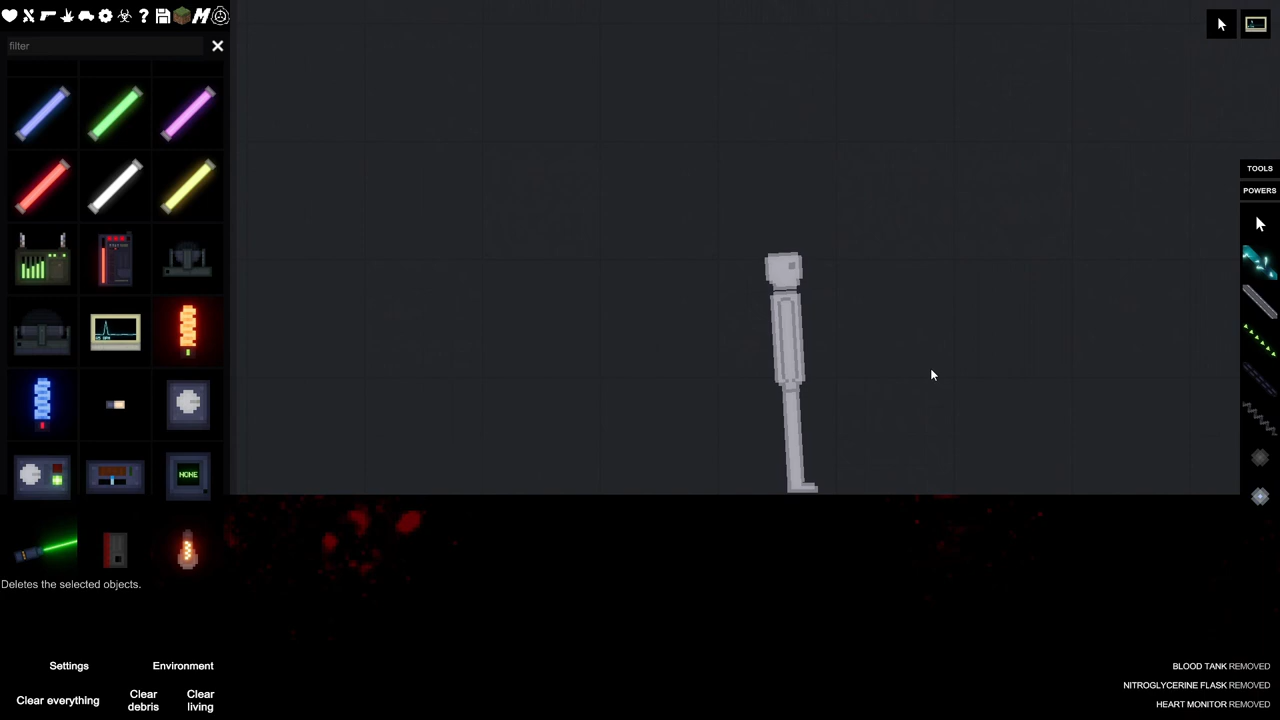 filter
TOOLS
POWERS
NONE
Deletes the selected objects.
Settings
Environment
Clear everything
Clear debris
Clear living
BLOOD TANK REMOVED
NITROGLYCERINE FLASK REMOVED
HEART MONITOR REMOVED